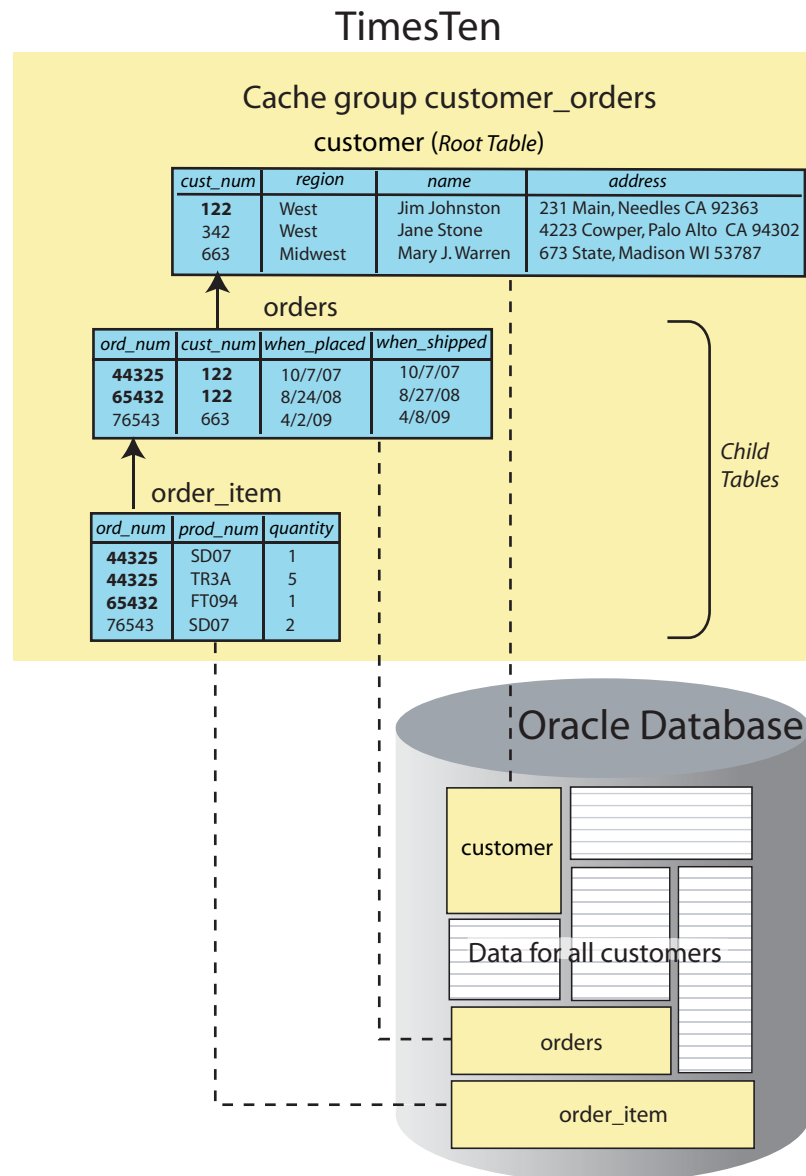 TimesTen
Cache group customer_orders
customer (Root Table)
cust_num region name address
122 West Jim Johnston 231 Main, Needles CA 92363
342 West Jane Stone 4223 Cowper, Palo Alto CA 94302
663 Midwest Mary J. Warren 673 State, Madison WI 53787
orders
ord_num cust_num when_placed when_shipped
44325 122 10/7/07 10/7/07
65432 122 8/24/08 8/27/08
76543 663 4/2/09 4/8/09
Child
Tables
order_item
ord_num prod_num quantity
44325 SD07 1
44325 TR3A 5
65432 FT094 1
76543 SD07 2
Oracle Database
customer
Data for all customers
orders
order_item